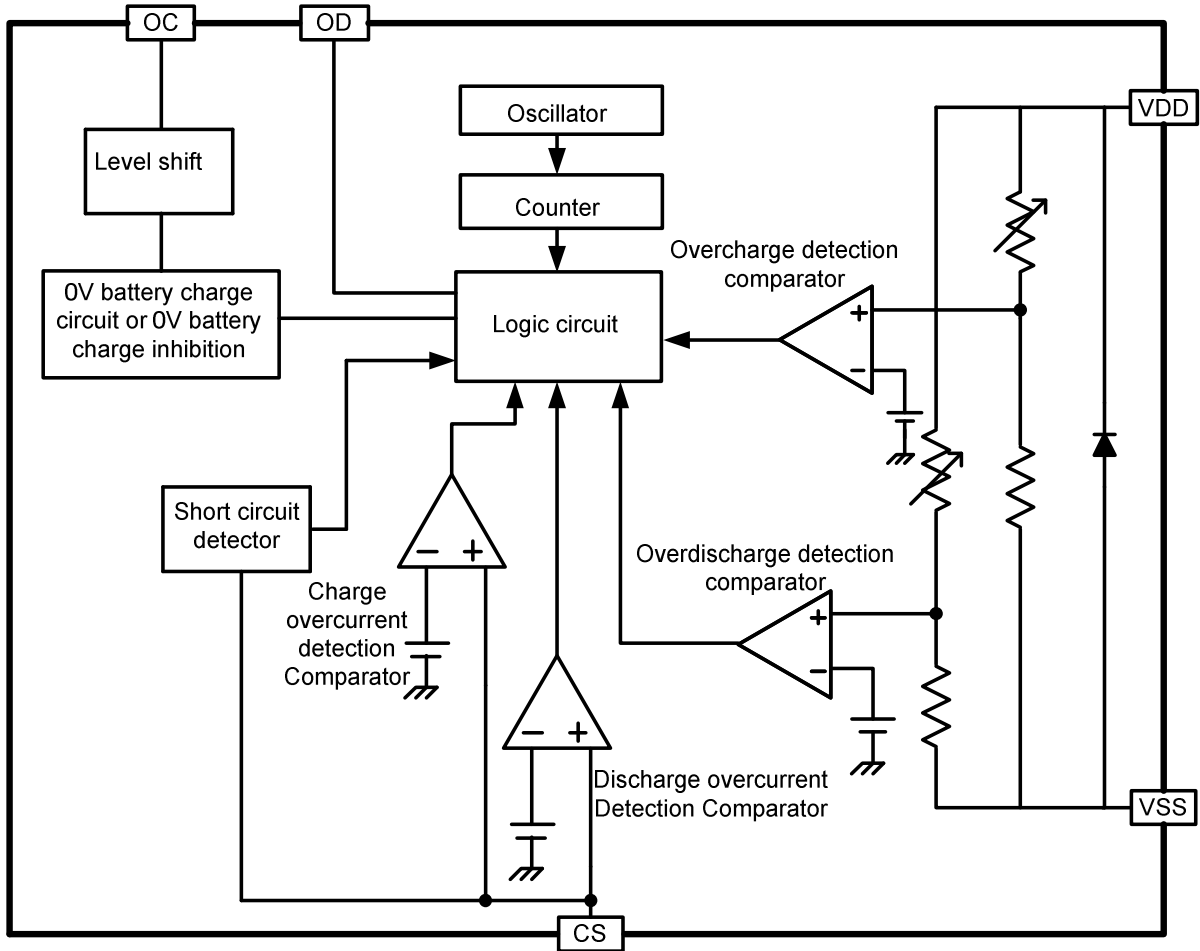 OC
OD
VDD
Oscillator
Level shift
Counter
Overcharge detection
comparator
0V battery charge
circuit or 0V battery
charge inhibition
Logic circuit
+
−
Short circuit
detector
− +
Overdischarge detection
comparator
+
−
Charge
overcurrent
detection
Comparator
− +
Discharge overcurrent
Detection Comparator
VSS
CS